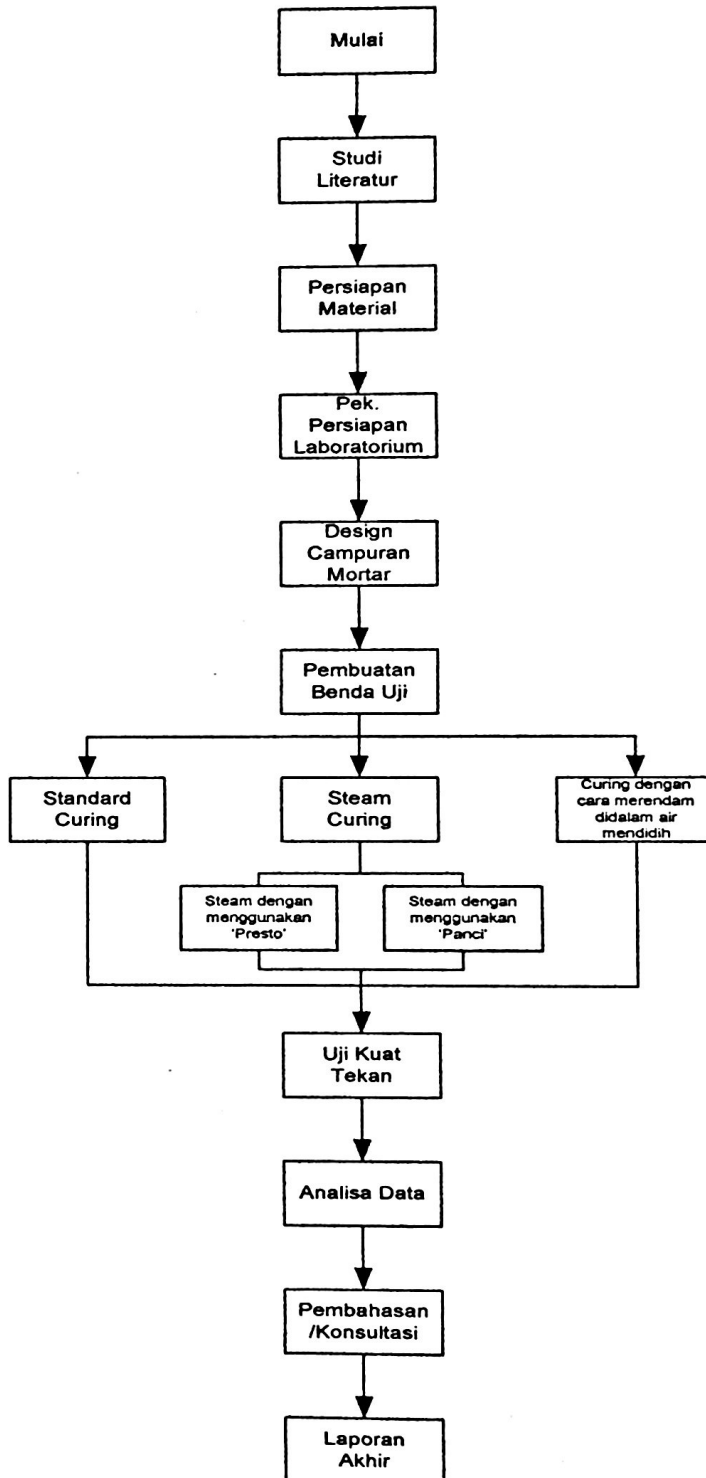 Mulai
Studi
Literatur
Persiapan
Material
Pek.
Persiapan
Laboratorium
Design
Campuran
Mortar
Pembuatan
Benda Uji
Standard
Curing
Steam
Curing
Curing dengan
cara merendam
didalam air
mendidih
Steam dengan
menggunakan
'Presto'
Steam dengan
menggunakan
'Panci'
Uji Kuat
Tekan
Analisa Data
Pembahasan
/Konsultasi
Laporan
Akhir